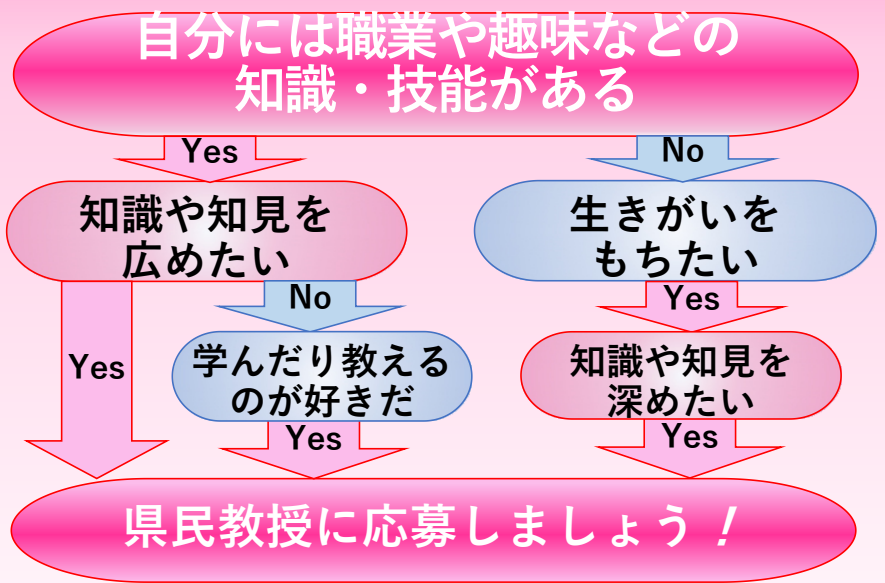 自分には職業や趣味などの
知識・技能がある
Yes
No
知識や知見を
広めたい
生きがいを
もちたい
No
Yes
Yes
学んだり教える
のが好きだ
知識や知見を
深めたい
Yes
Yes
県民教授に応募しましょう！